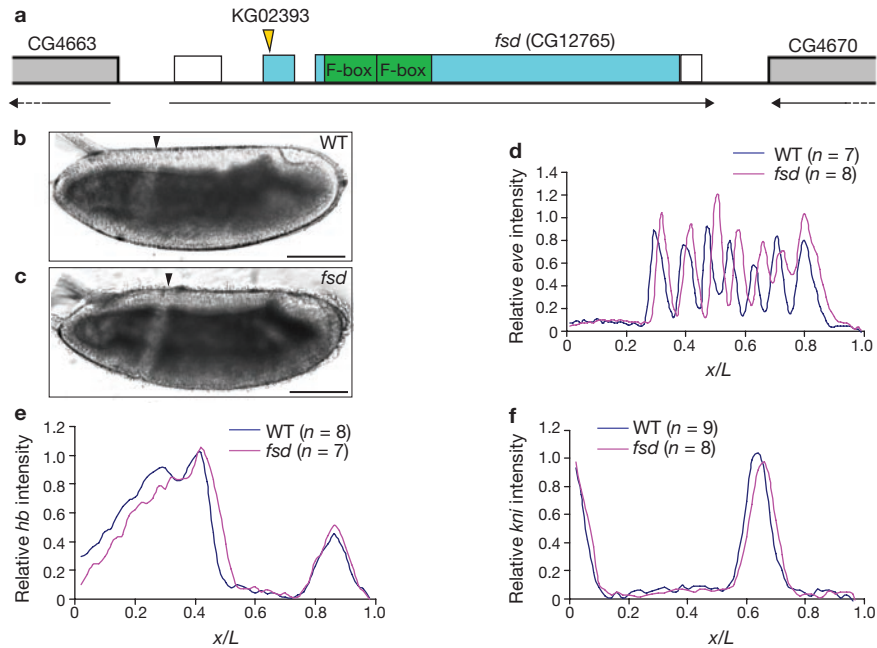 a
KG02393
CG4663
fsd (CG12765)
CG4670
F-box F-box
b
WT
c
fsd
d
WT (n = 7)
fsd (n = 8)
Relative eve intensity
1.4
1.2
1.0
0.8
0.6
0.4
0.2
0
0 0.2 0.4 0.6 0.8 1.0
x/L
e
WT (n = 8)
fsd (n = 7)
Relative hb intensity
1.2
1.0
0.8
0.6
0.4
0.2
0
0 0.2 0.4 0.6 0.8 1.0
x/L
f
WT (n = 9)
fsd (n = 8)
Relative kni intensity
1.2
1.0
0.8
0.6
0.4
0.2
0
0 0.2 0.4 0.6 0.8 1.0
x/L